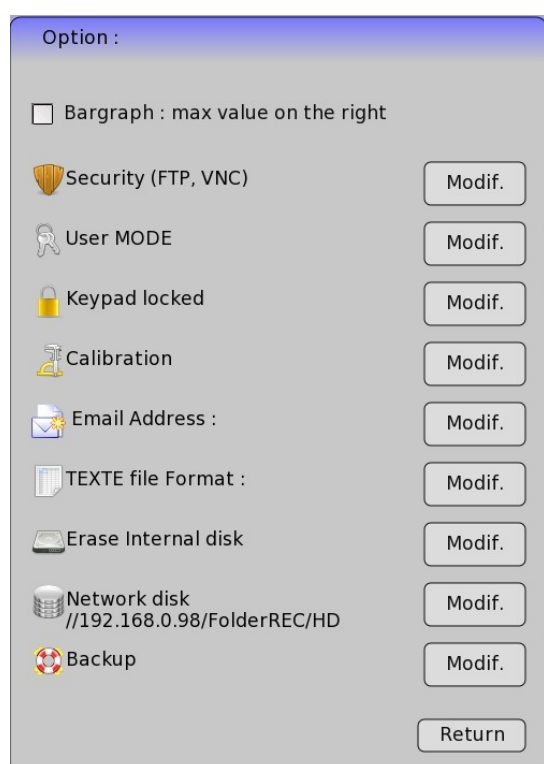 Option :
Bargraph : max value on the right
Security (FTP, VNC) Modif.
User MODE Modif.
Keypad locked Modif.
Calibration Modif.
Email Address : Modif.
TEXTE file Format : Modif.
Erase Internal disk Modif.
Network disk Modif.
//192.168.0.98/FolderREC/HD
Backup Modif.
Return